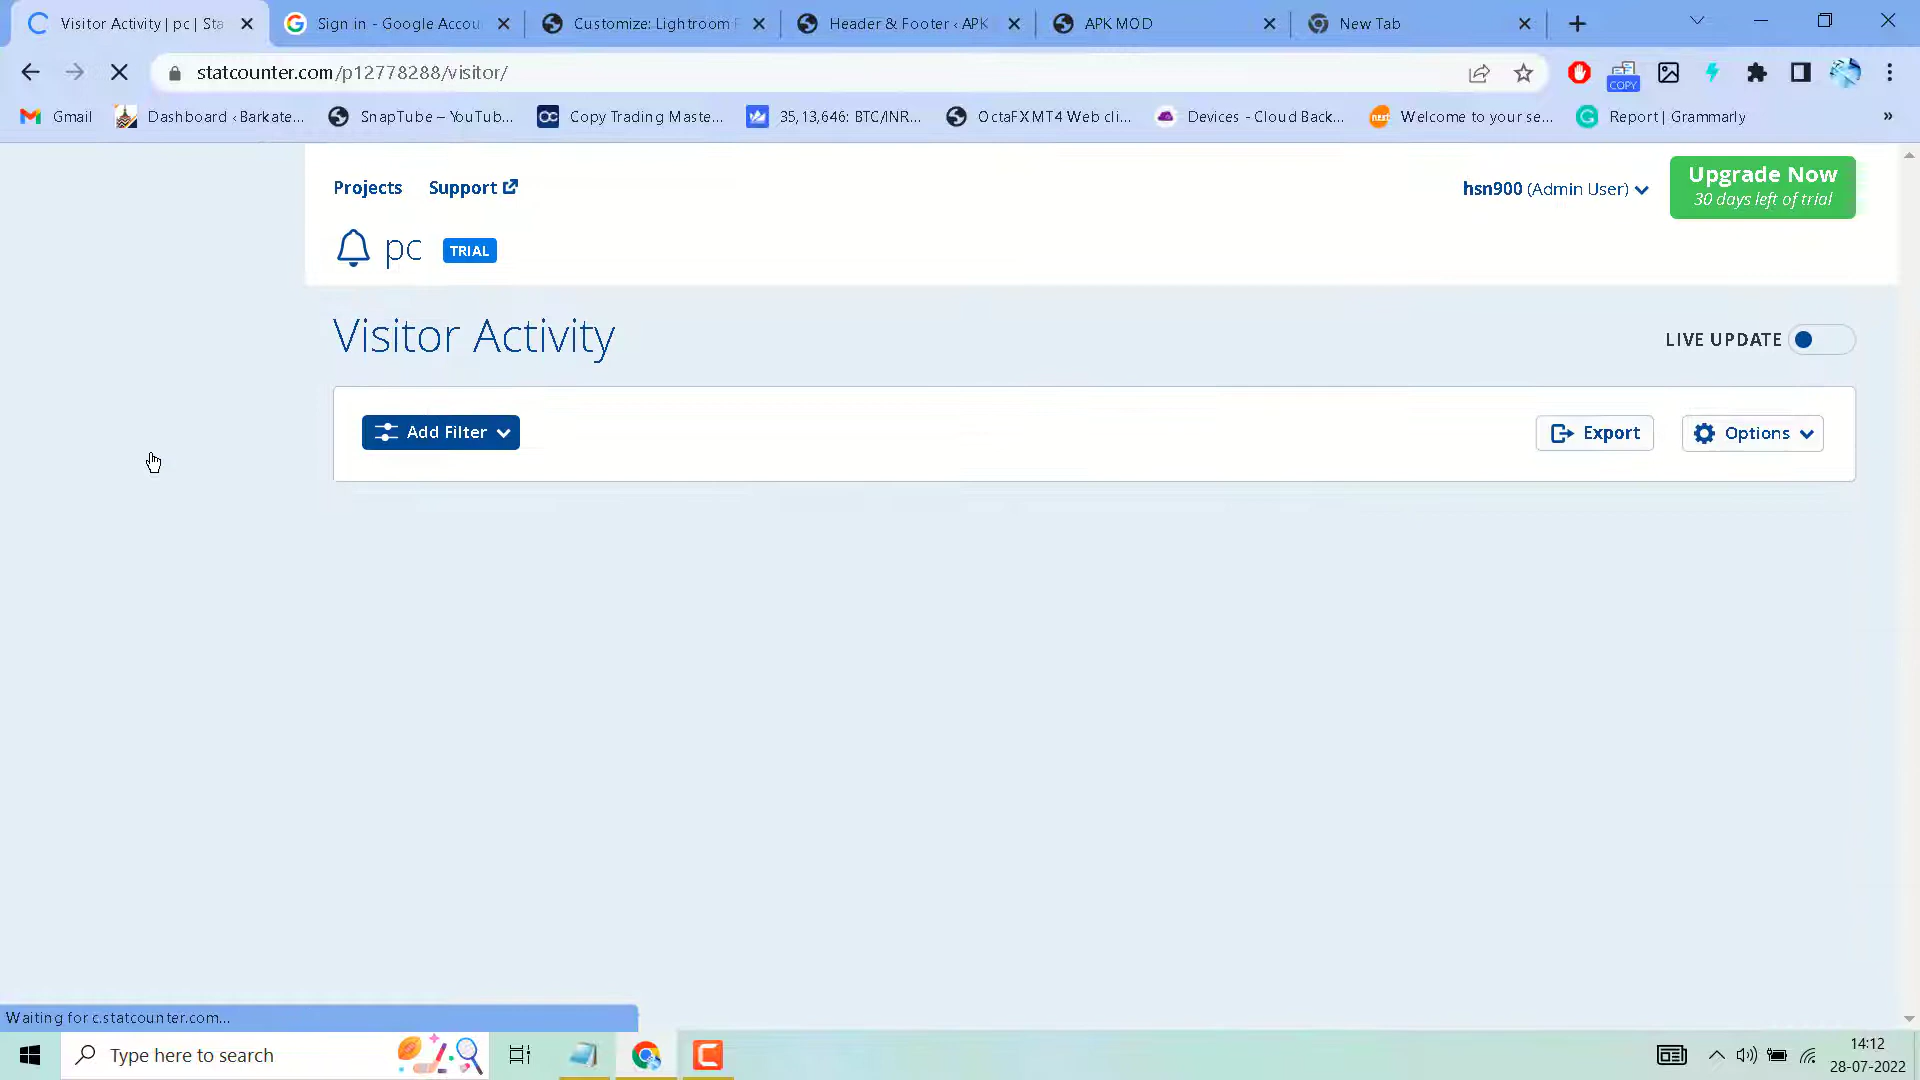 Visitor Activity | pc | Sta
Sign in - Google Accou
Customize: Lightroom P
Header & Footer ‹ APK
APK MOD
New Tab
statcounter.com/p12778288/visitor/
COPY
Gmail
Dashboard ‹ Barkate...
SnapTube – YouTub...
Copy Trading Maste...
35,13,646: BTC/INR...
OctaFX MT4 Web cli...
Devices - Cloud Back...
Welcome to your se...
Report | Grammarly
»
Projects
Support
hsn900 (Admin User)
Upgrade Now
30 days left of trial
pc
TRIAL
Visitor Activity
LIVE UPDATE
Add Filter
Export
Options
Waiting for c.statcounter.com...
Type here to search
14:12
28-07-2022